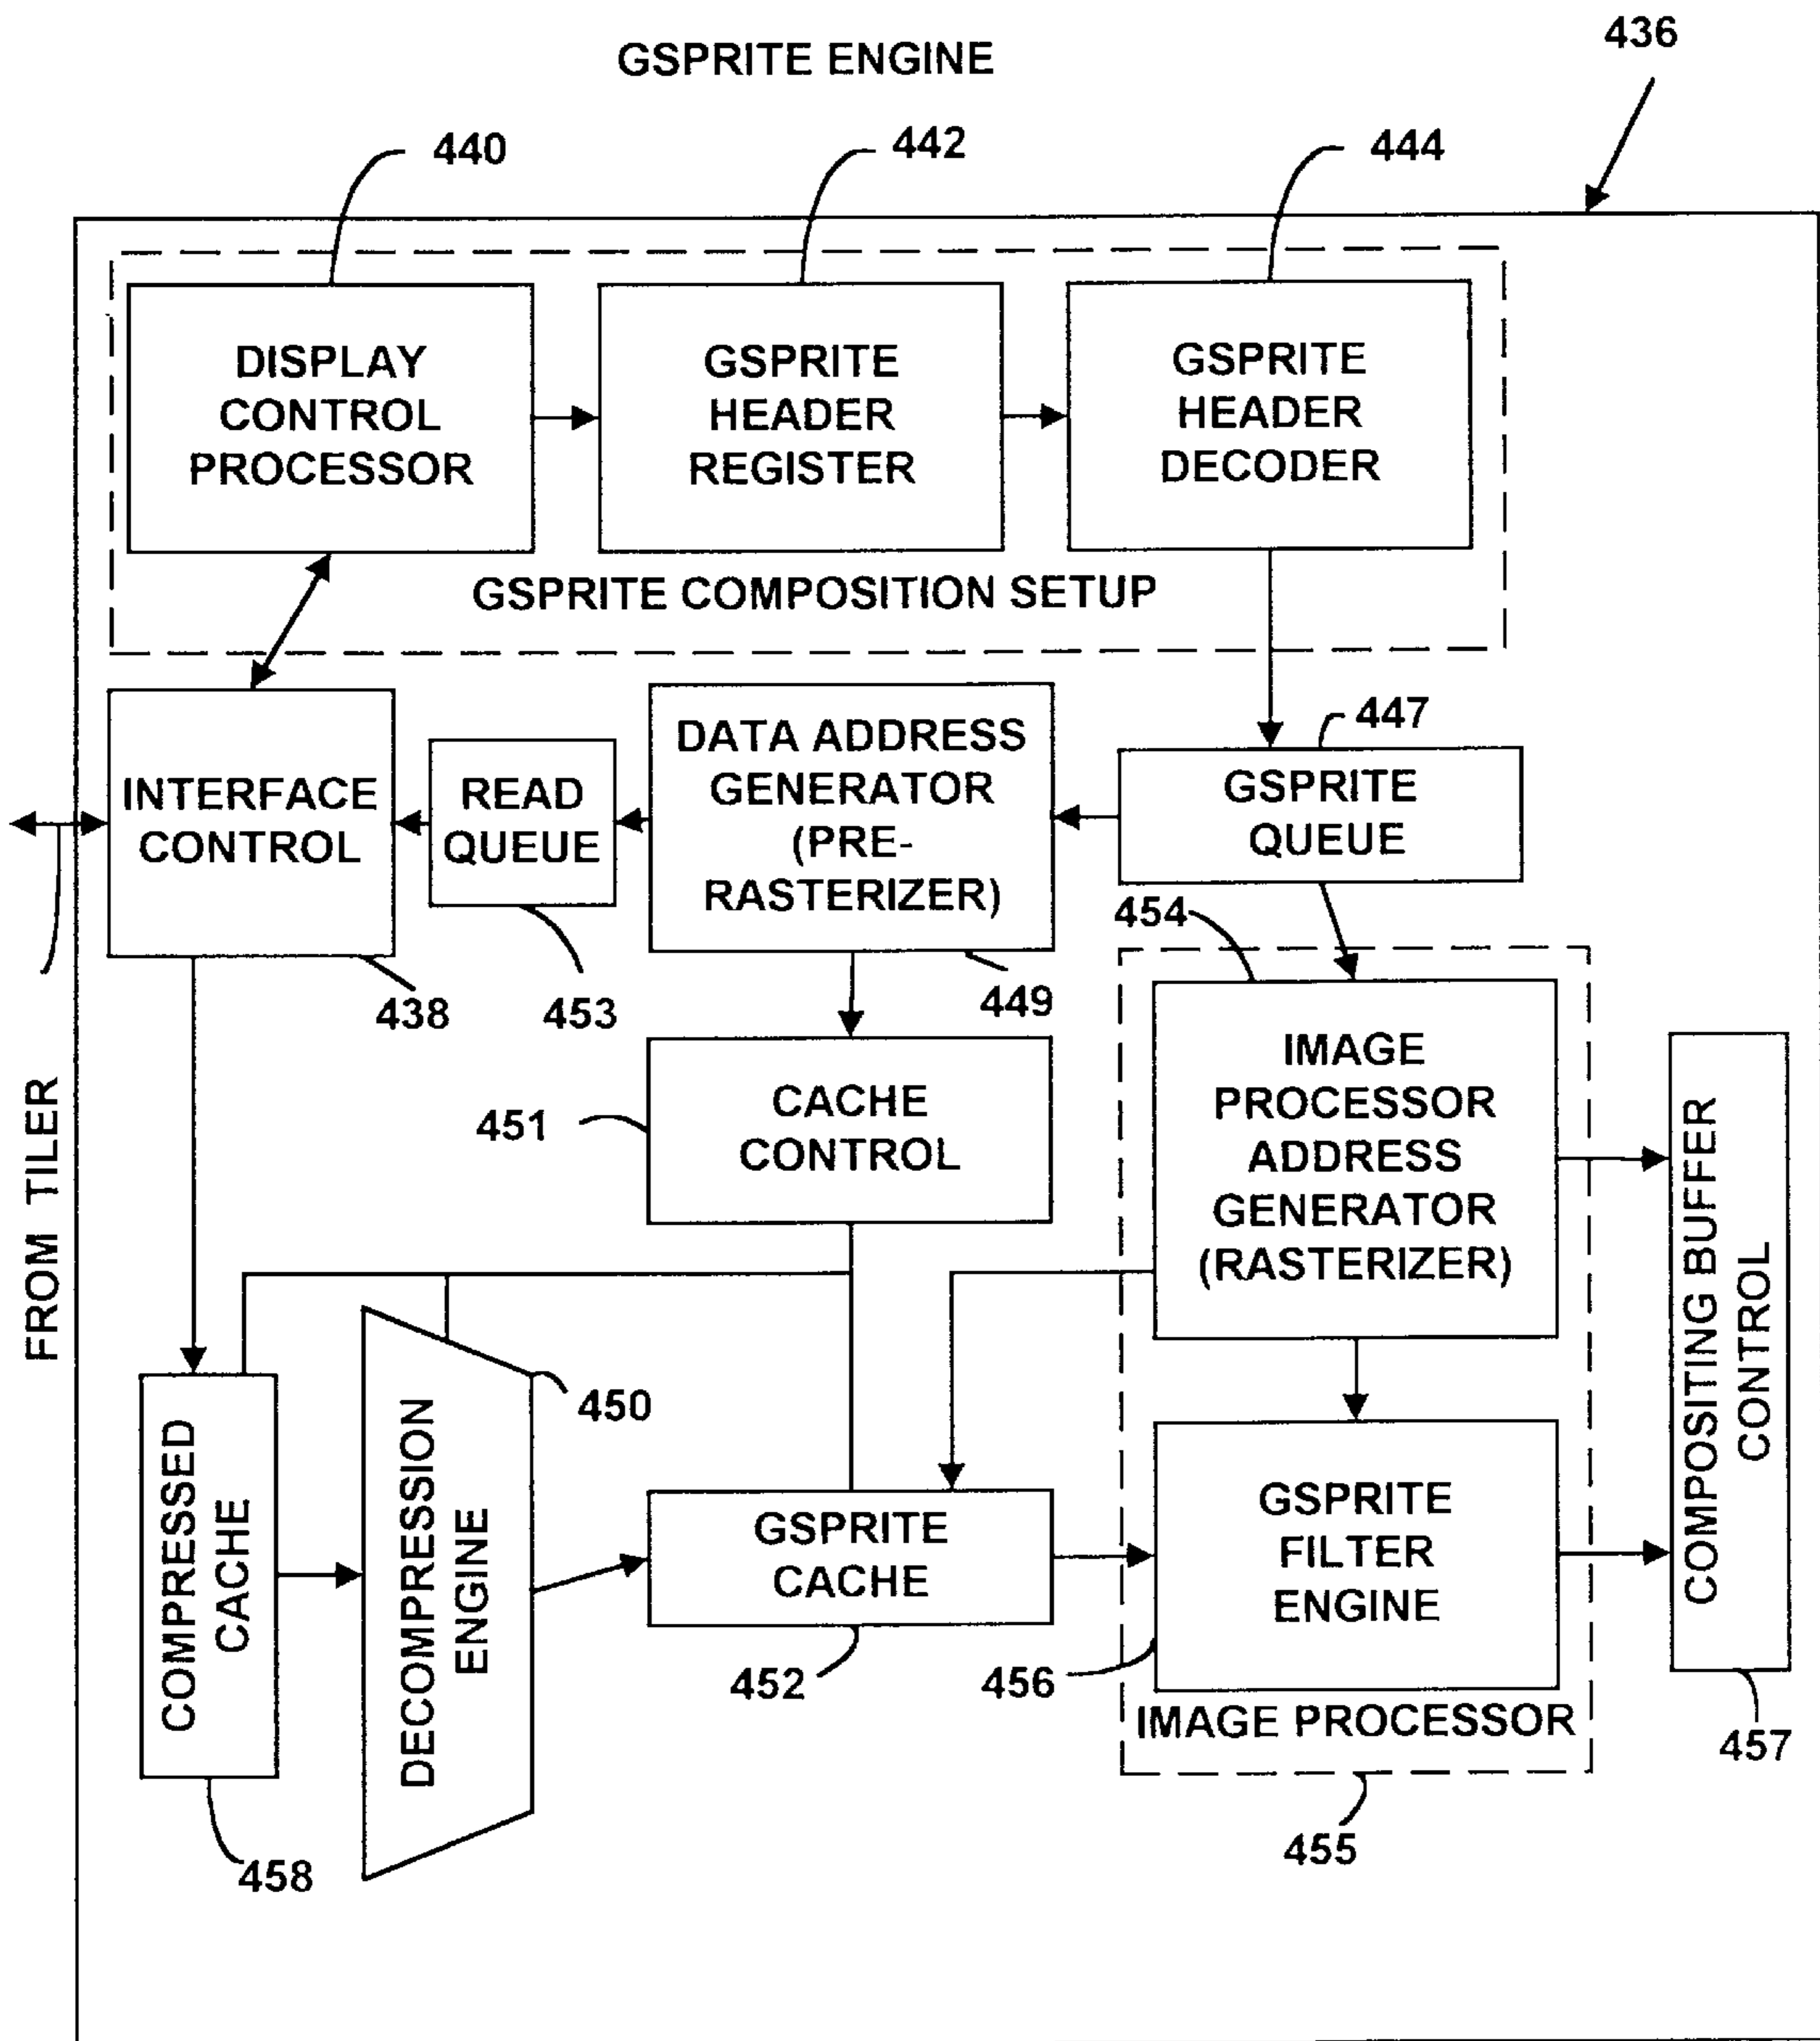 GSPRITE ENGINE
436
440
442
444
DISPLAY
CONTROL
PROCESSOR
GSPRITE
HEADER
REGISTER
GSPRITE
HEADER
DECODER
GSPRITE COMPOSITION SETUP
INTERFACE
CONTROL
438
READ
QUEUE
453
DATA ADDRESS
GENERATOR
(PRE-
RASTERIZER)
449
447
GSPRITE
QUEUE
454
FROM TILER
451
CACHE
CONTROL
IMAGE
PROCESSOR
ADDRESS
GENERATOR
(RASTERIZER)
COMPOSITING BUFFER
CONTROL
457
COMPRESSED
CACHE
458
450
DECOMPRESSION
ENGINE
GSPRITE
CACHE
452
GSPRITE
FILTER
ENGINE
456
IMAGE PROCESSOR
455